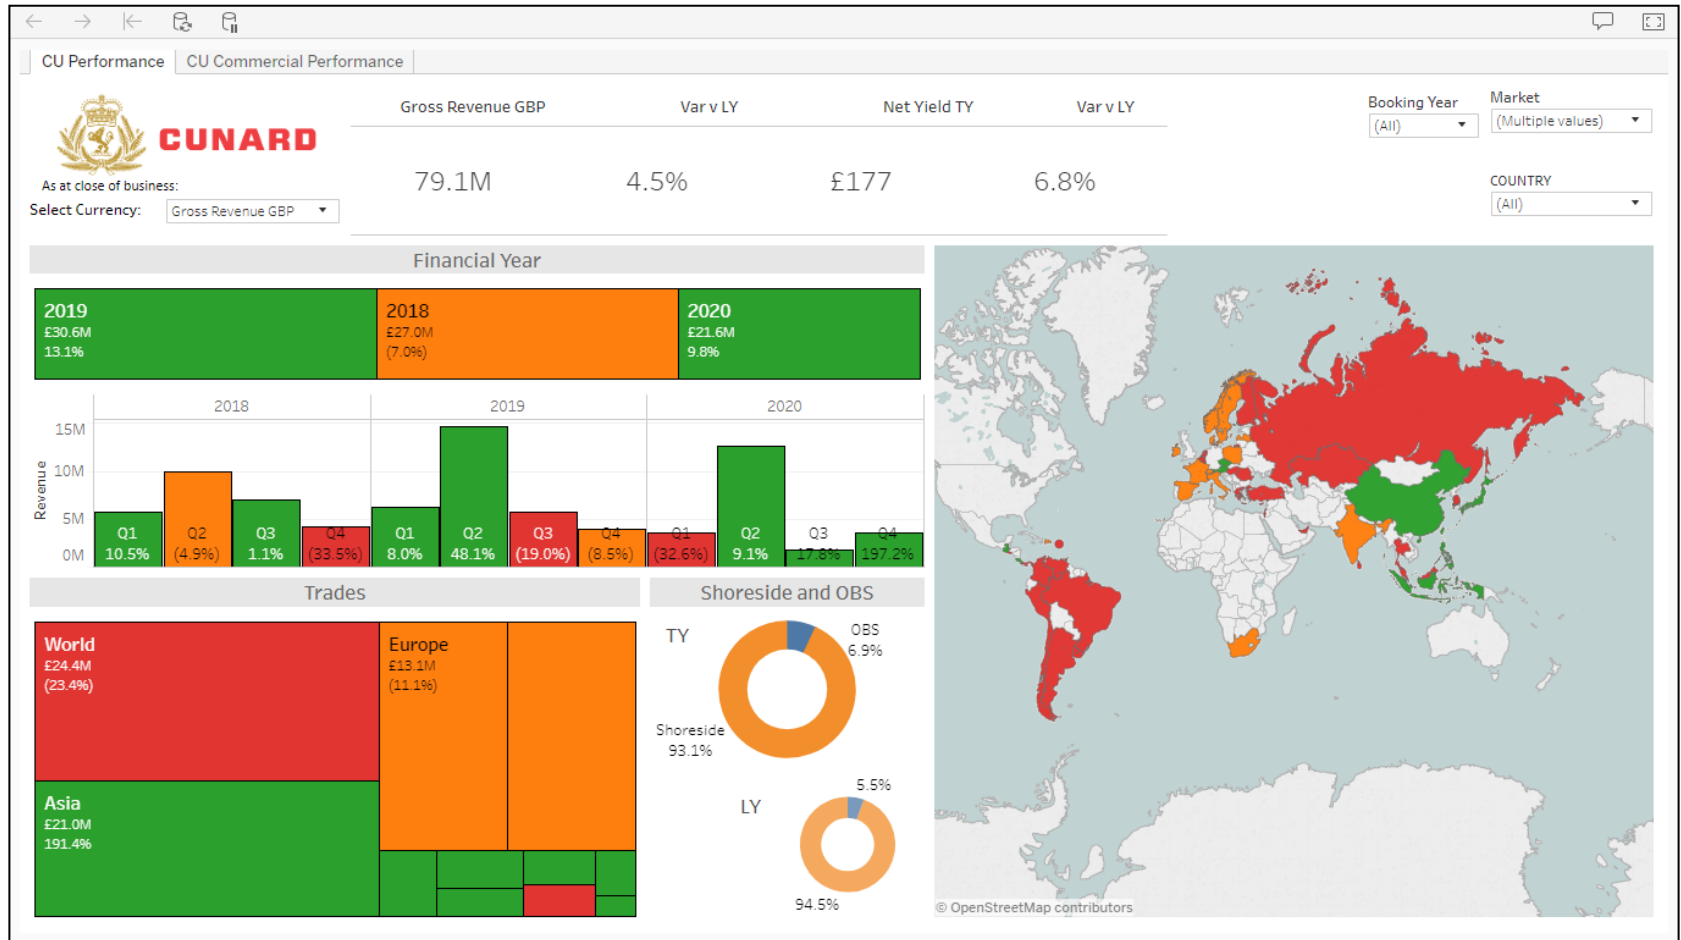 CU Performance
CU Commercial Performance
CUNARD
As at close of business:
Select Currency:
Gross Revenue GBP
Gross Revenue GBP
Var v LY
Net Yield TY
Var v LY
79.1M
4.5%
£177
6.8%
Booking Year
(All)
Market
(Multiple values)
COUNTRY
(All)
Financial Year
2019
£30.6M
13.1%
2018
£27.0M
(7.0%)
2020
£21.6M
9.8%
2018
2019
2020
Revenue
15M
10M
5M
0M
Q1
10.5%
Q2
(4.9%)
Q3
1.1%
Q4
(33.5%)
Q1
8.0%
Q2
48.1%
Q3
(19.0%)
Q4
(8.5%)
Q1
(32.6%)
Q2
9.1%
Q3
17.8%
Q4
197.2%
Trades
World
£24.4M
(23.4%)
Asia
£21.0M
191.4%
Europe
£13.1M
(11.1%)
Shoreside and OBS
TY
OBS
6.9%
Shoreside
93.1%
LY
5.5%
94.5%
© OpenStreetMap contributors